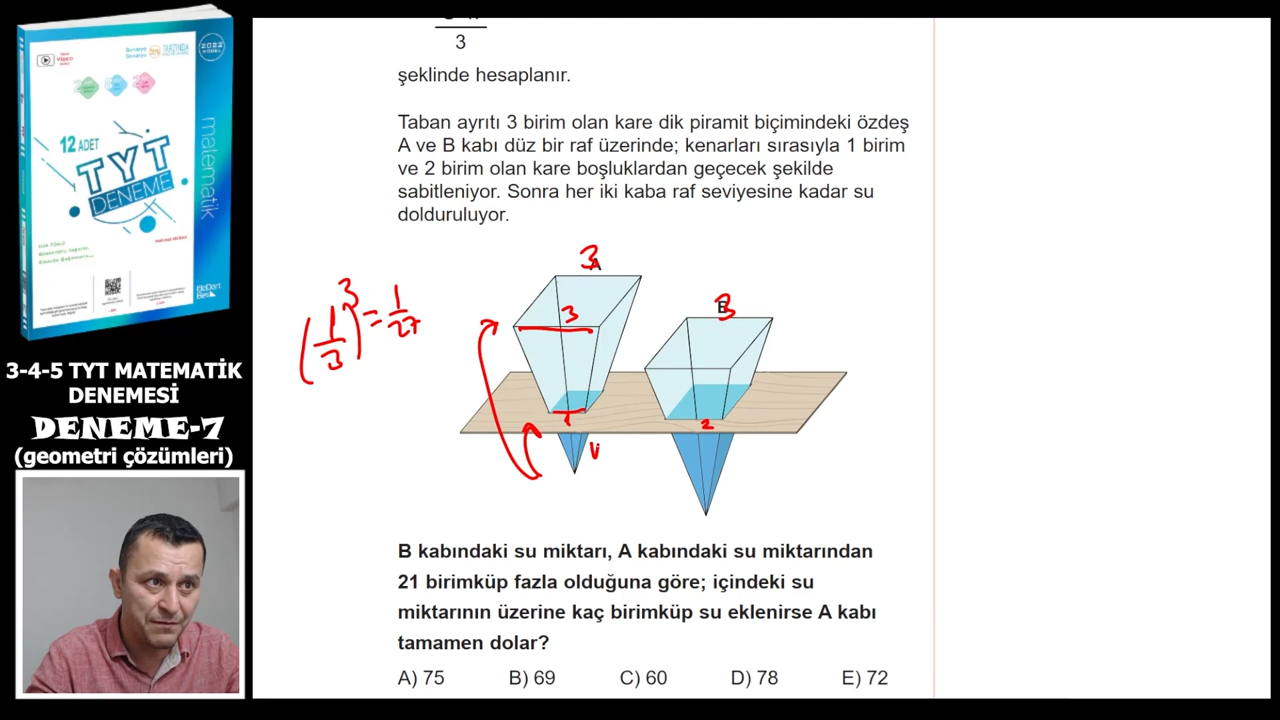 2022
TARZINDA
12 ADET
TYT
DENEME
matematik
3-4-5 TYT MATEMATİK
DENEMESİ
DENEME-7
(geometri çözümleri)
3
şeklinde hesaplanır.
Taban ayrıtı 3 birim olan kare dik piramit biçimindeki özdeş
A ve B kabı düz bir raf üzerinde; kenarları sırasıyla 1 birim
ve 2 birim olan kare boşluklardan geçecek şekilde
sabitleniyor. Sonra her iki kaba raf seviyesine kadar su
dolduruluyor.
3
A
3
B
3
(1/3)³ = 1/27
1
2
V
B kabındaki su miktarı, A kabındaki su miktarından
21 birimküp fazla olduğuna göre; içindeki su
miktarının üzerine kaç birimküp su eklenirse A kabı
tamamen dolar?
A) 75 B) 69 C) 60 D) 78 E) 72